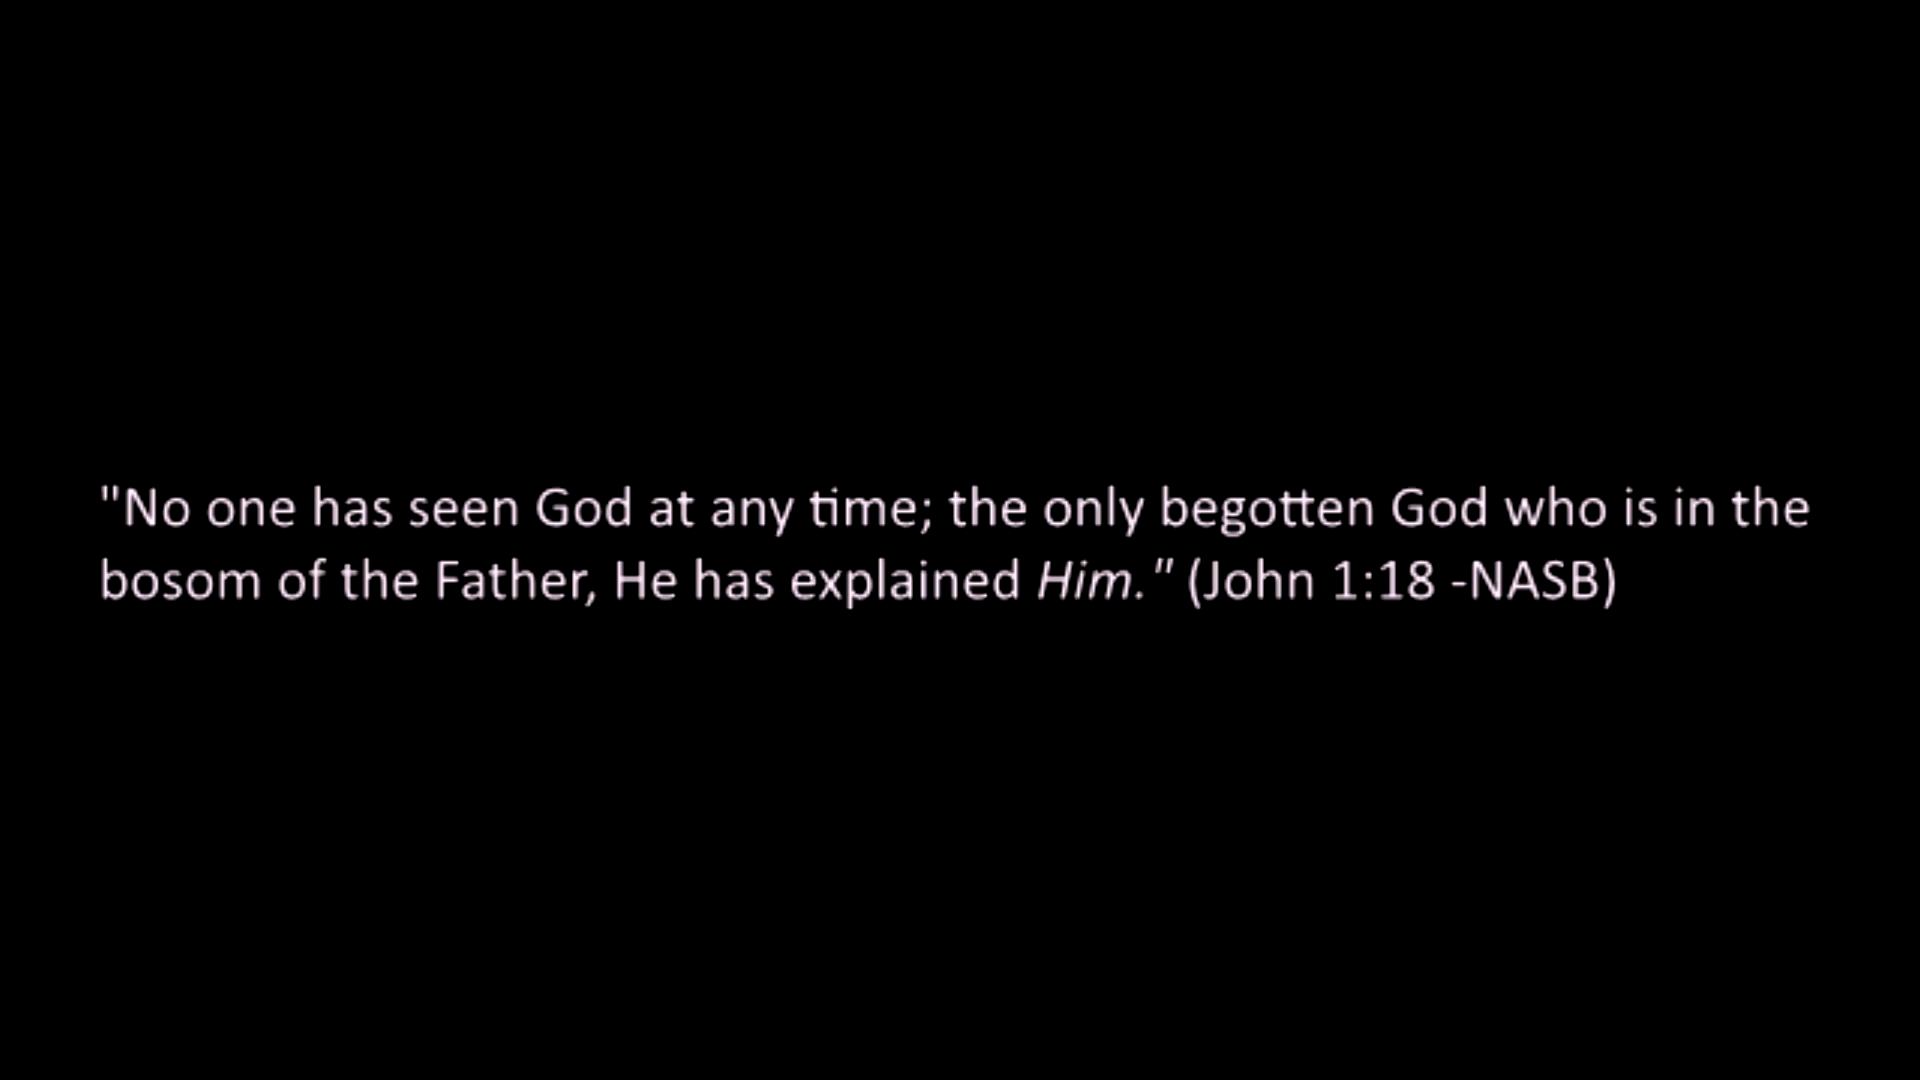 "No one has seen God at any time; the only begotten God who is in the
bosom of the Father, He has explained Him." (John 1:18 -NASB)